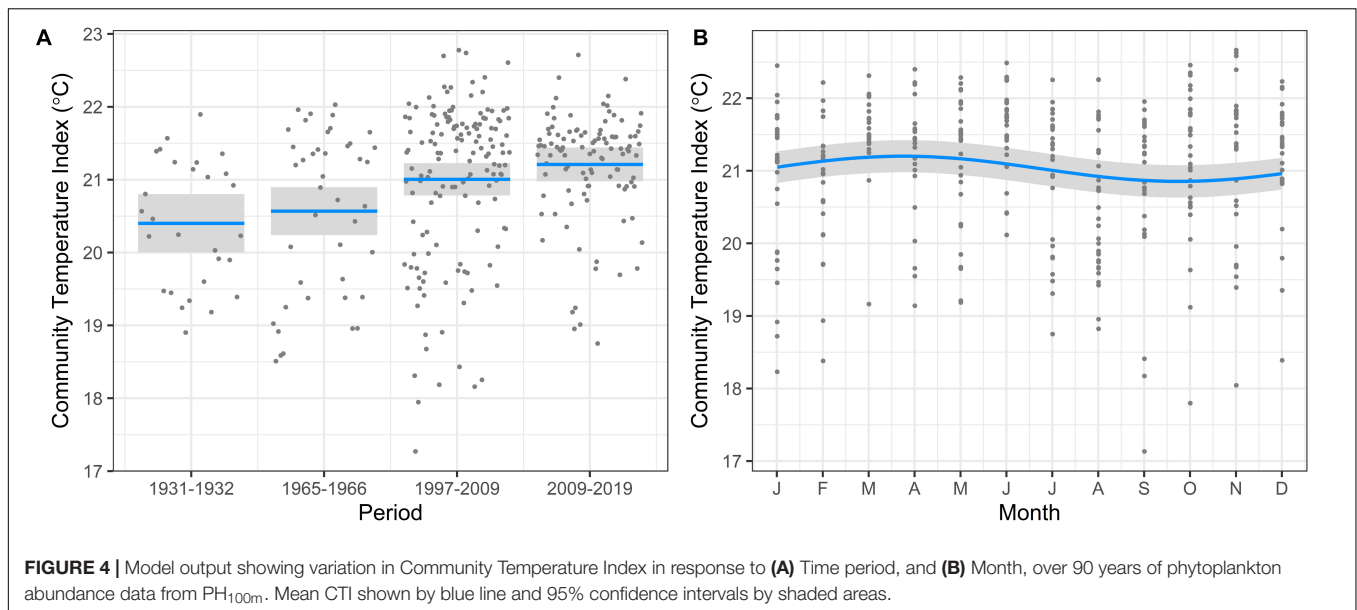 A
B
Community Temperature Index (°C)
23
22
21
20
19
18
17
1931-1932 1965-1966 1997-2009 2009-2019
Period
Community Temperature Index (°C)
22
21
20
19
18
17
J F M A M J J A S O N D
Month
FIGURE 4 | Model output showing variation in Community Temperature Index in response to (A) Time period, and (B) Month, over 90 years of phytoplankton
abundance data from PH100m. Mean CTI shown by blue line and 95% confidence intervals by shaded areas.